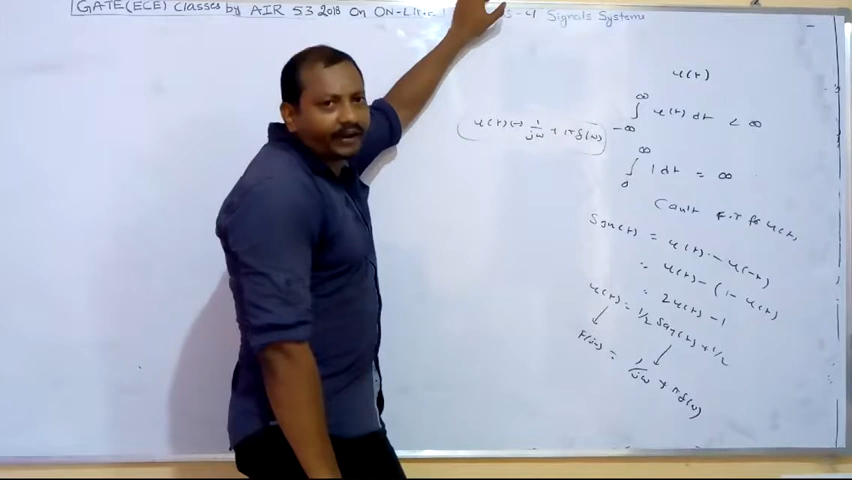 GATE(ECE) Classes by AIR 53 2018 On ON-Line -4 Signals Systems
u(t)
∞ ∫ -∞ u(t) dt < ∞
u(t) ↔ 1/jω + πδ(ω)
∞ ∫ 0 1 dt = ∞
Can't F.T for u(t)
Sgn(t) = u(t) - u(-t)
= u(t) - (1 - u(t))
= 2u(t) - 1
u(t) = 1/2 Sgn(t) + 1/2
F(jω) = 1/jω + πδ(ω)